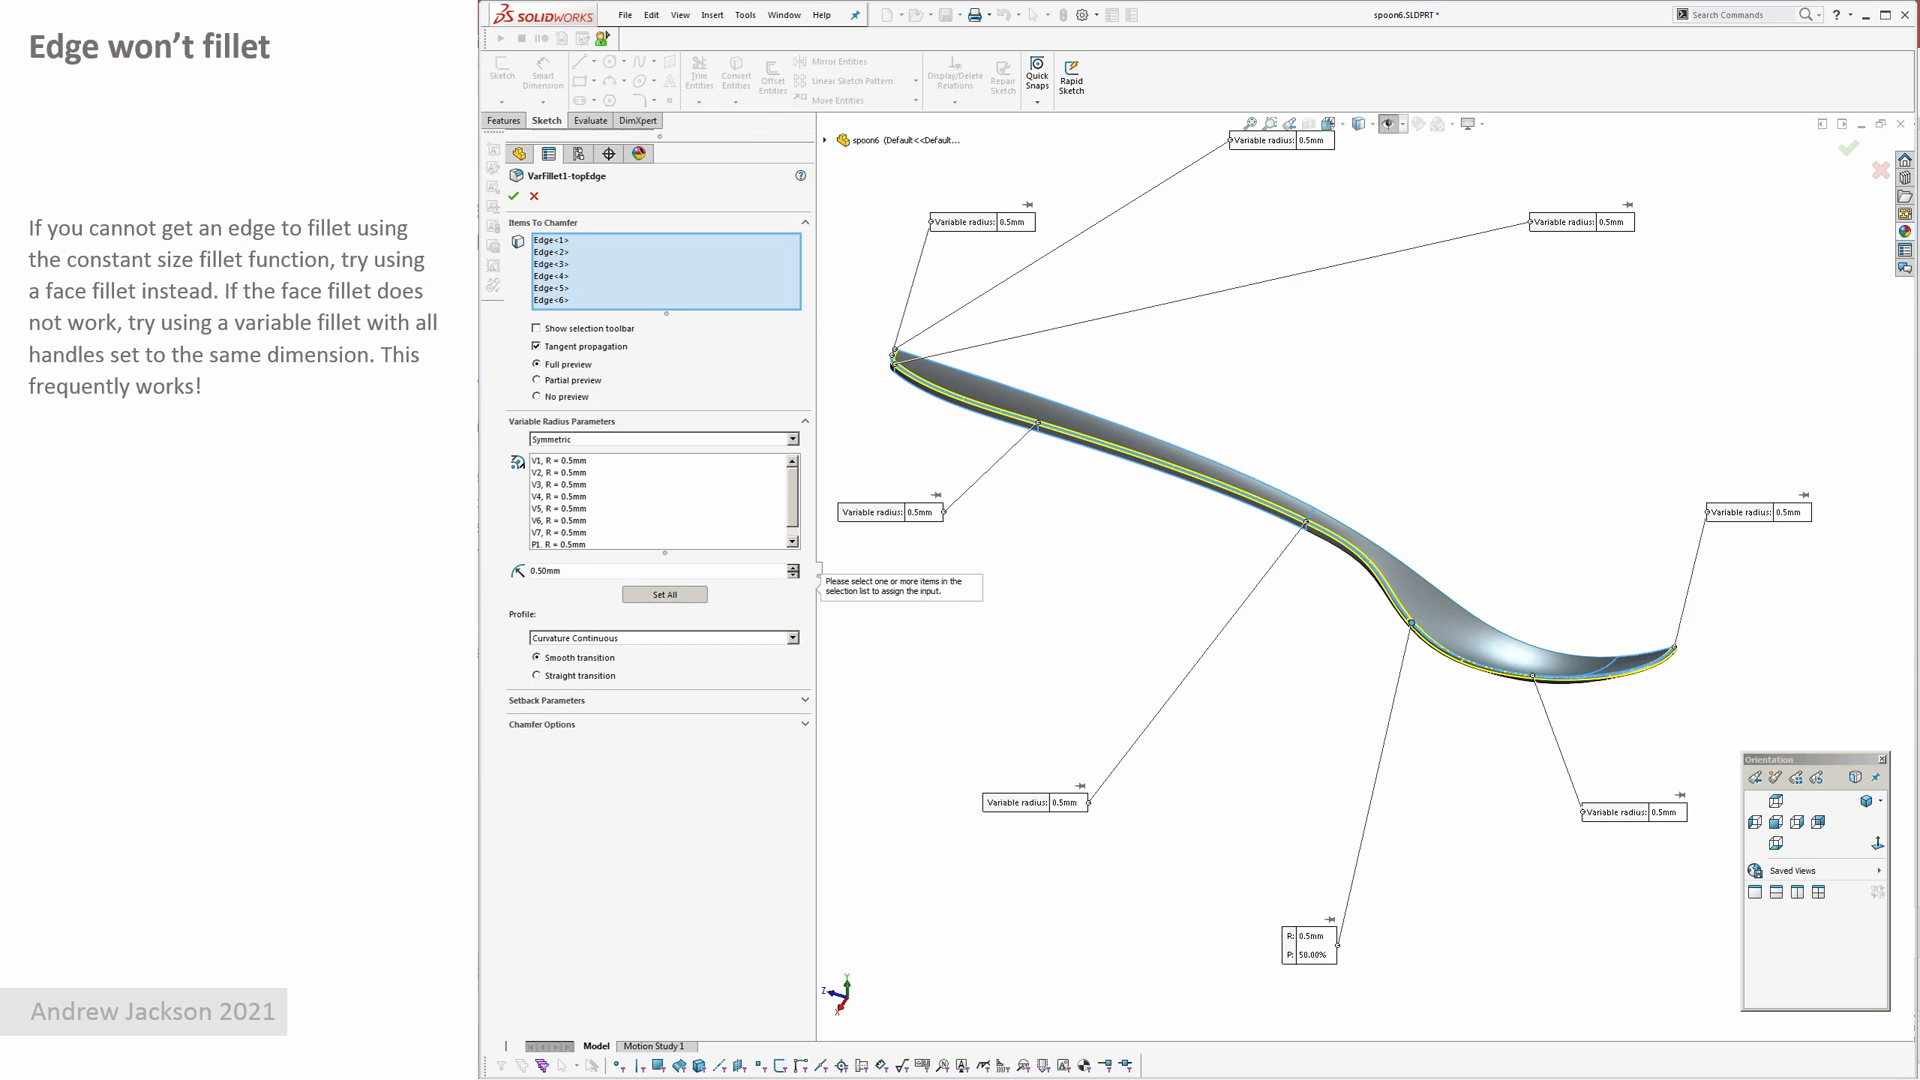 Edge won't fillet
If you cannot get an edge to fillet using
the constant size fillet function, try using
a face fillet instead. If the face fillet does
not work, try using a variable fillet with all
handles set to the same dimension. This
frequently works!
Andrew Jackson 2021
SOLIDWORKS
File Edit View Insert Tools Window Help
spoon6.SLDPRT *
Search Commands
Sketch
Smart
Dimension
Trim
Entities
Convert
Entities
Offset
Entities
Mirror Entities
Linear Sketch Pattern
Move Entities
Display/Delete
Relations
Repair
Sketch
Quick
Snaps
Rapid
Sketch
Features Sketch Evaluate DimXpert
VarFillet1-topEdge
Items To Chamfer
Edge<1>
Edge<2>
Edge<3>
Edge<4>
Edge<5>
Edge<6>
Show selection toolbar
Tangent propagation
Full preview
Partial preview
No preview
Variable Radius Parameters
Symmetric
V1, R = 0.5mm
V2, R = 0.5mm
V3, R = 0.5mm
V4, R = 0.5mm
V5, R = 0.5mm
V6, R = 0.5mm
V7, R = 0.5mm
P1, R = 0.5mm
0.50mm
Set All
Profile:
Curvature Continuous
Smooth transition
Straight transition
Setback Parameters
Chamfer Options
Please select one or more items in the
selection list to assign the input.
spoon6 (Default<<Default...
Variable radius: 0.5mm
Variable radius: 0.5mm
Variable radius: 0.5mm
Variable radius: 0.5mm
Variable radius: 0.5mm
Variable radius: 0.5mm
Variable radius: 0.5mm
R: 0.5mm
P: 50.00%
Y
Z
X
Orientation
Saved Views
Model Motion Study 1